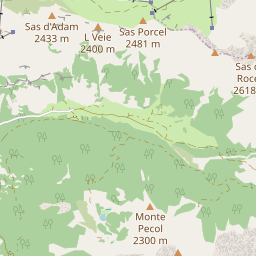 Sas d'Adam
2433 m
L Veie
2400 m
Sas Porcel
2481 m
Sas
Roce
2618
Monte
Pecol
2300 m